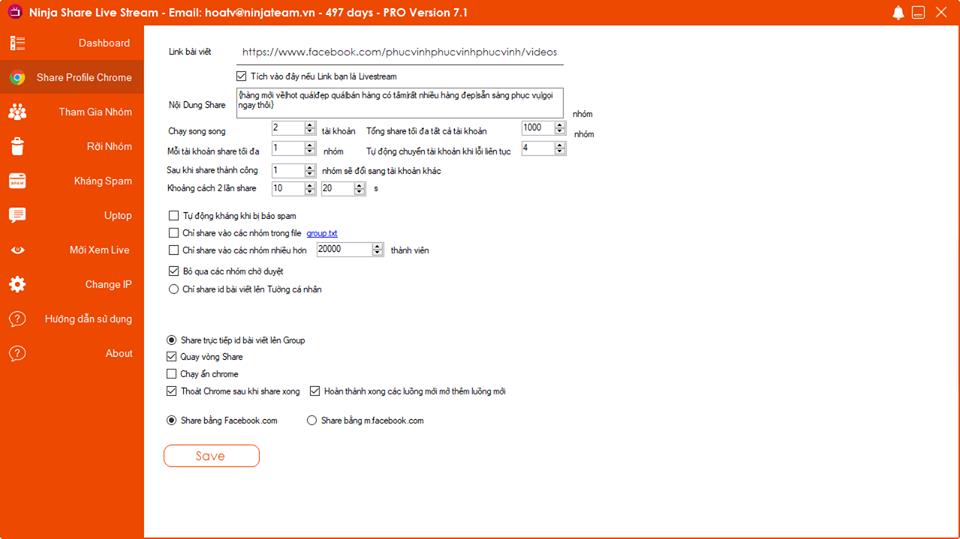 Ninja Share Live Stream - Email: hoatv@ninjateam.vn - 497 days - PRO Version 7.1
Dashboard
Share Profile Chrome
Tham Gia Nhóm
Rời Nhóm
Kháng Spam
Uptop
Mời Xem Live
Change IP
Hướng dẫn sử dụng
About
Link bài viết https://www.facebook.com/phucvinhphucvinhphucvinh/videos
Tích vào đây nếu Link bạn là Livestream
Nội Dung Share {hàng mới về|hot quá|đẹp quá|bán hàng có tâm|rất nhiều hàng đẹp|sẵn sàng phục vụ|gọi
ngay thôi}
nhóm
Chạy song song 2 tài khoản Tổng share tối đa tất cả tài khoản 1000 nhóm
Mỗi tài khoản share tối đa 1 nhóm Tự động chuyển tài khoản khi lỗi liên tục 4
Sau khi share thành công 1 nhóm sẽ đổi sang tài khoản khác
Khoảng cách 2 lần share 10 20 s
Tự động kháng khi bị báo spam
Chỉ share vào các nhóm trong file group.txt
Chỉ share vào các nhóm nhiều hơn 20000 thành viên
Bỏ qua các nhóm chờ duyệt
Chỉ share id bài viết lên Tường cá nhân
Share trực tiếp id bài viết lên Group
Quay vòng Share
Chạy ẩn chrome
Thoát Chrome sau khi share xong Hoàn thành xong các luồng mới mở thêm luồng mới
Share bằng Facebook.com Share bằng m.facebook.com
Save